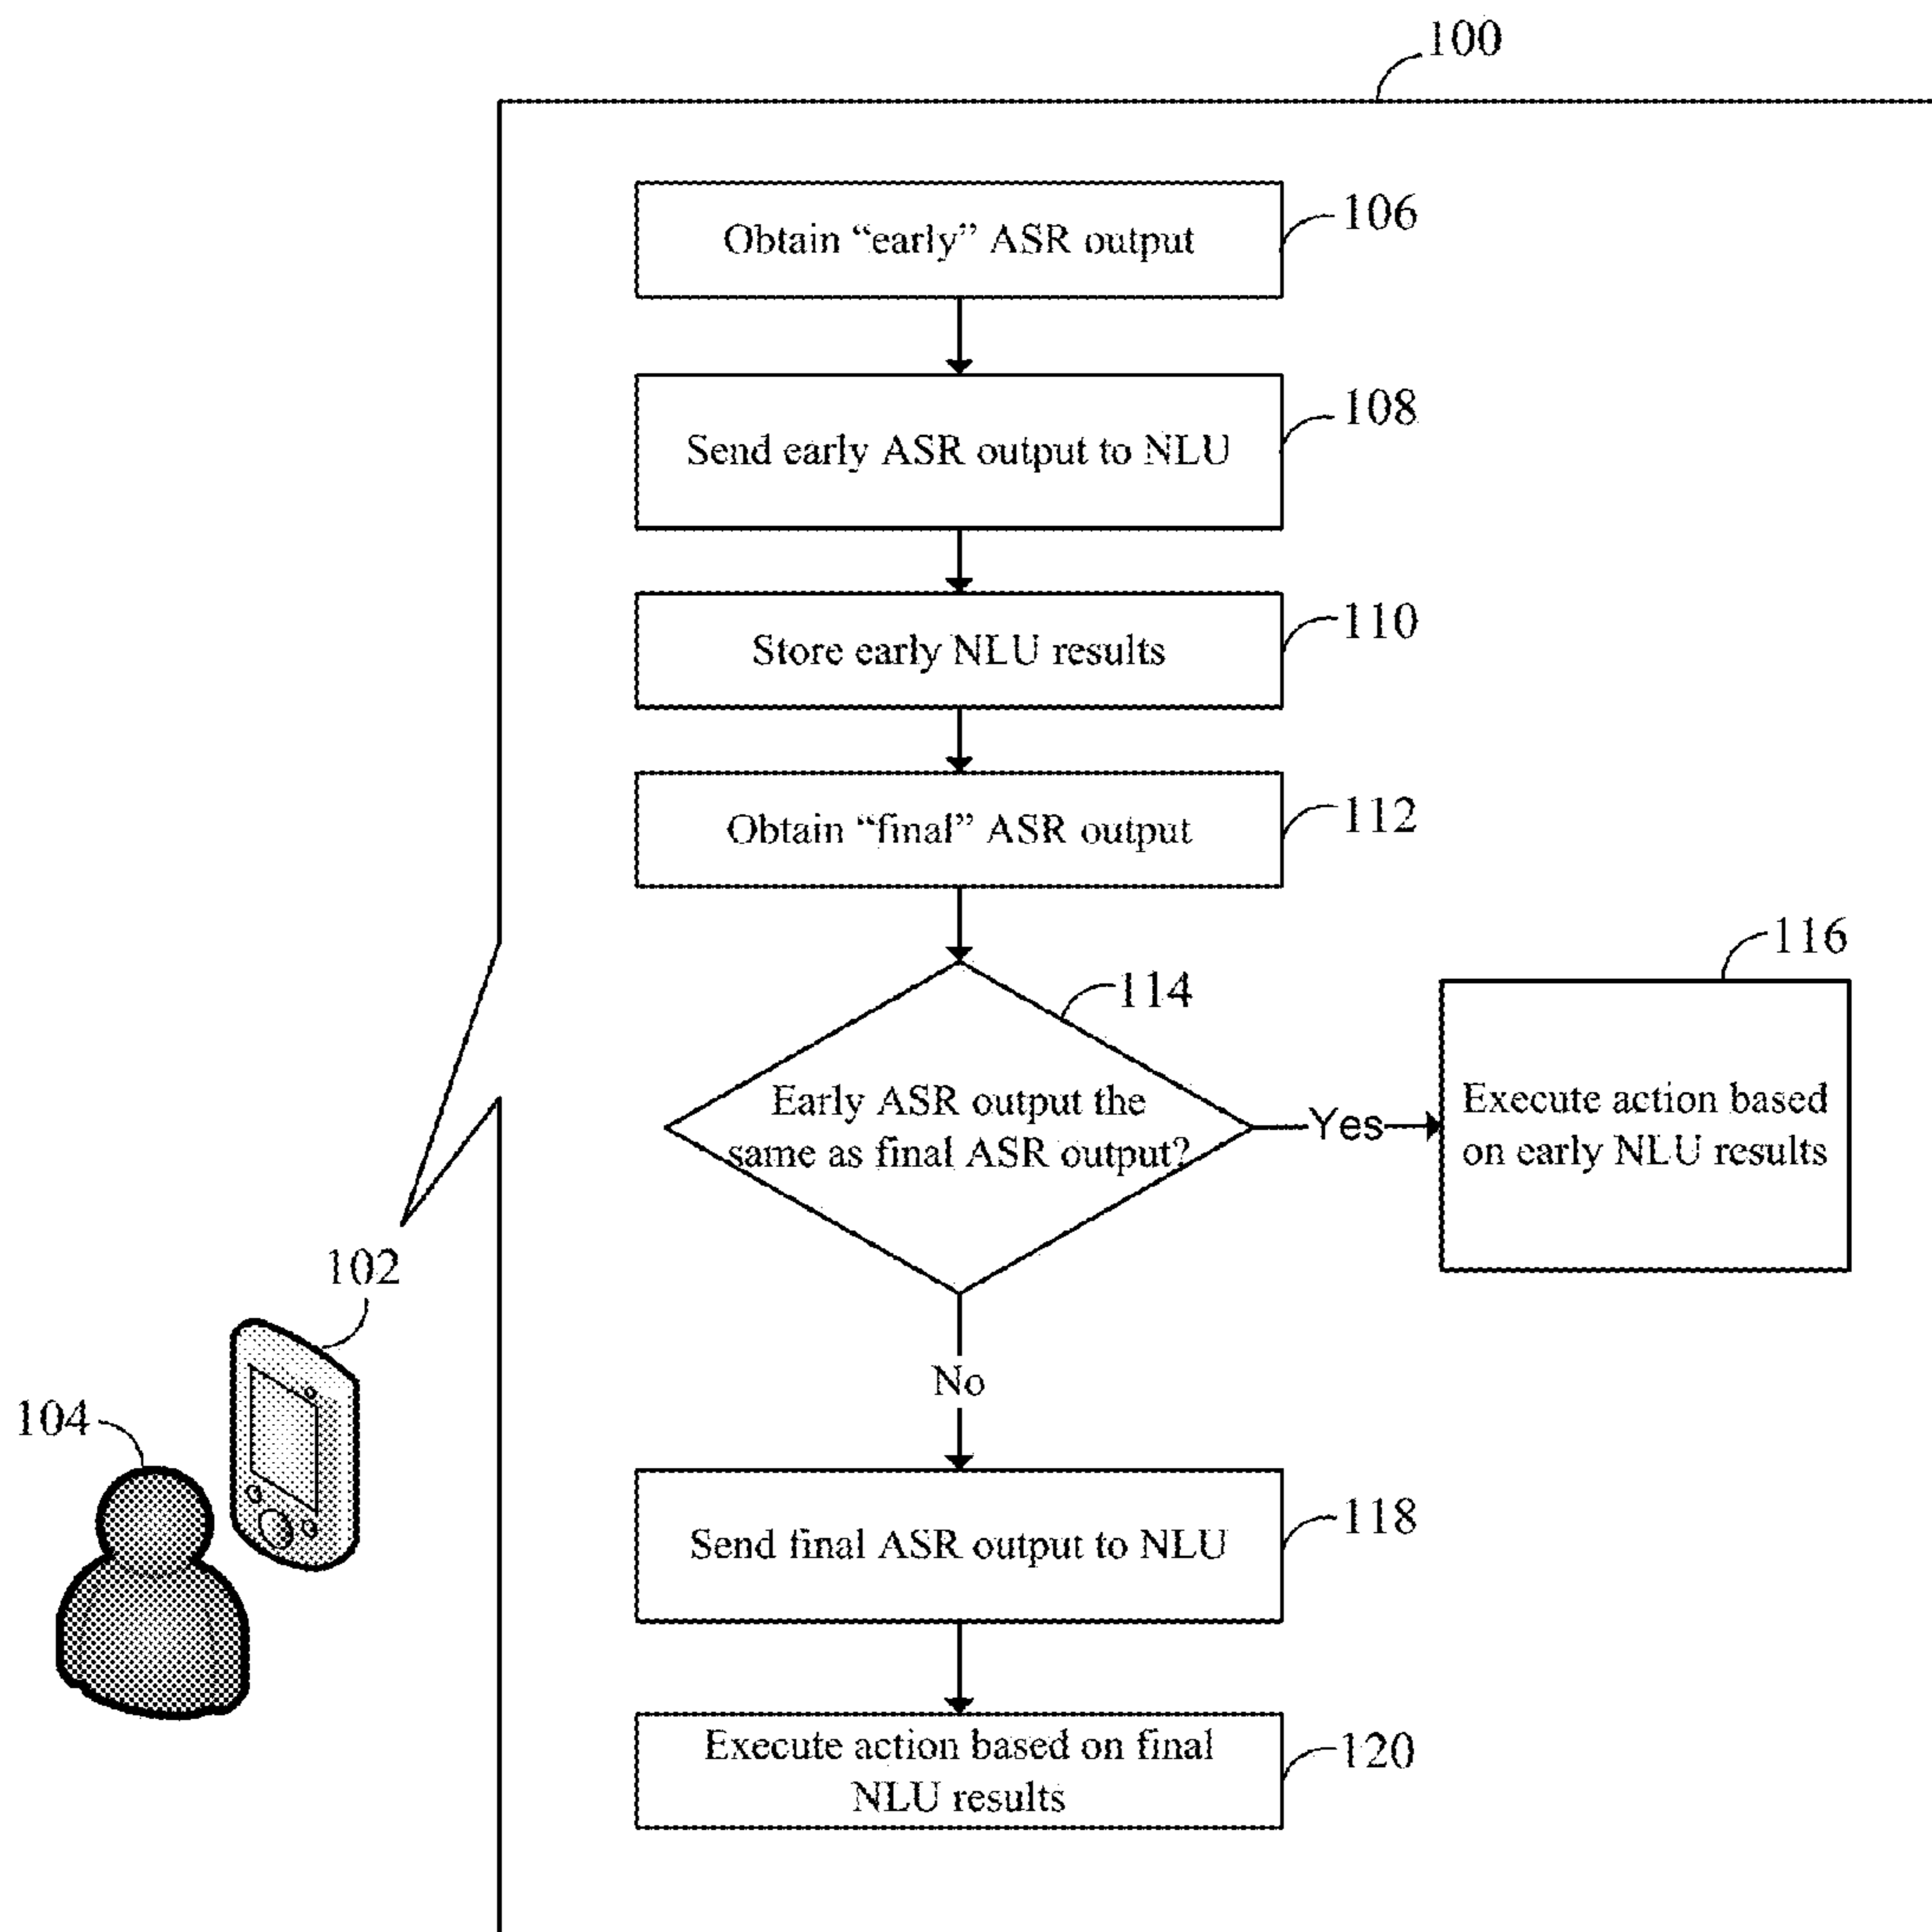 100
Obtain “early” ASR output
106
Send early ASR output to NLU
108
Store early NLU results
110
Obtain “final” ASR output
112
114
Early ASR output the
same as final ASR output?
Yes
116
Execute action based
on early NLU results
No
102
104
Send final ASR output to NLU
118
Execute action based on final
NLU results
120